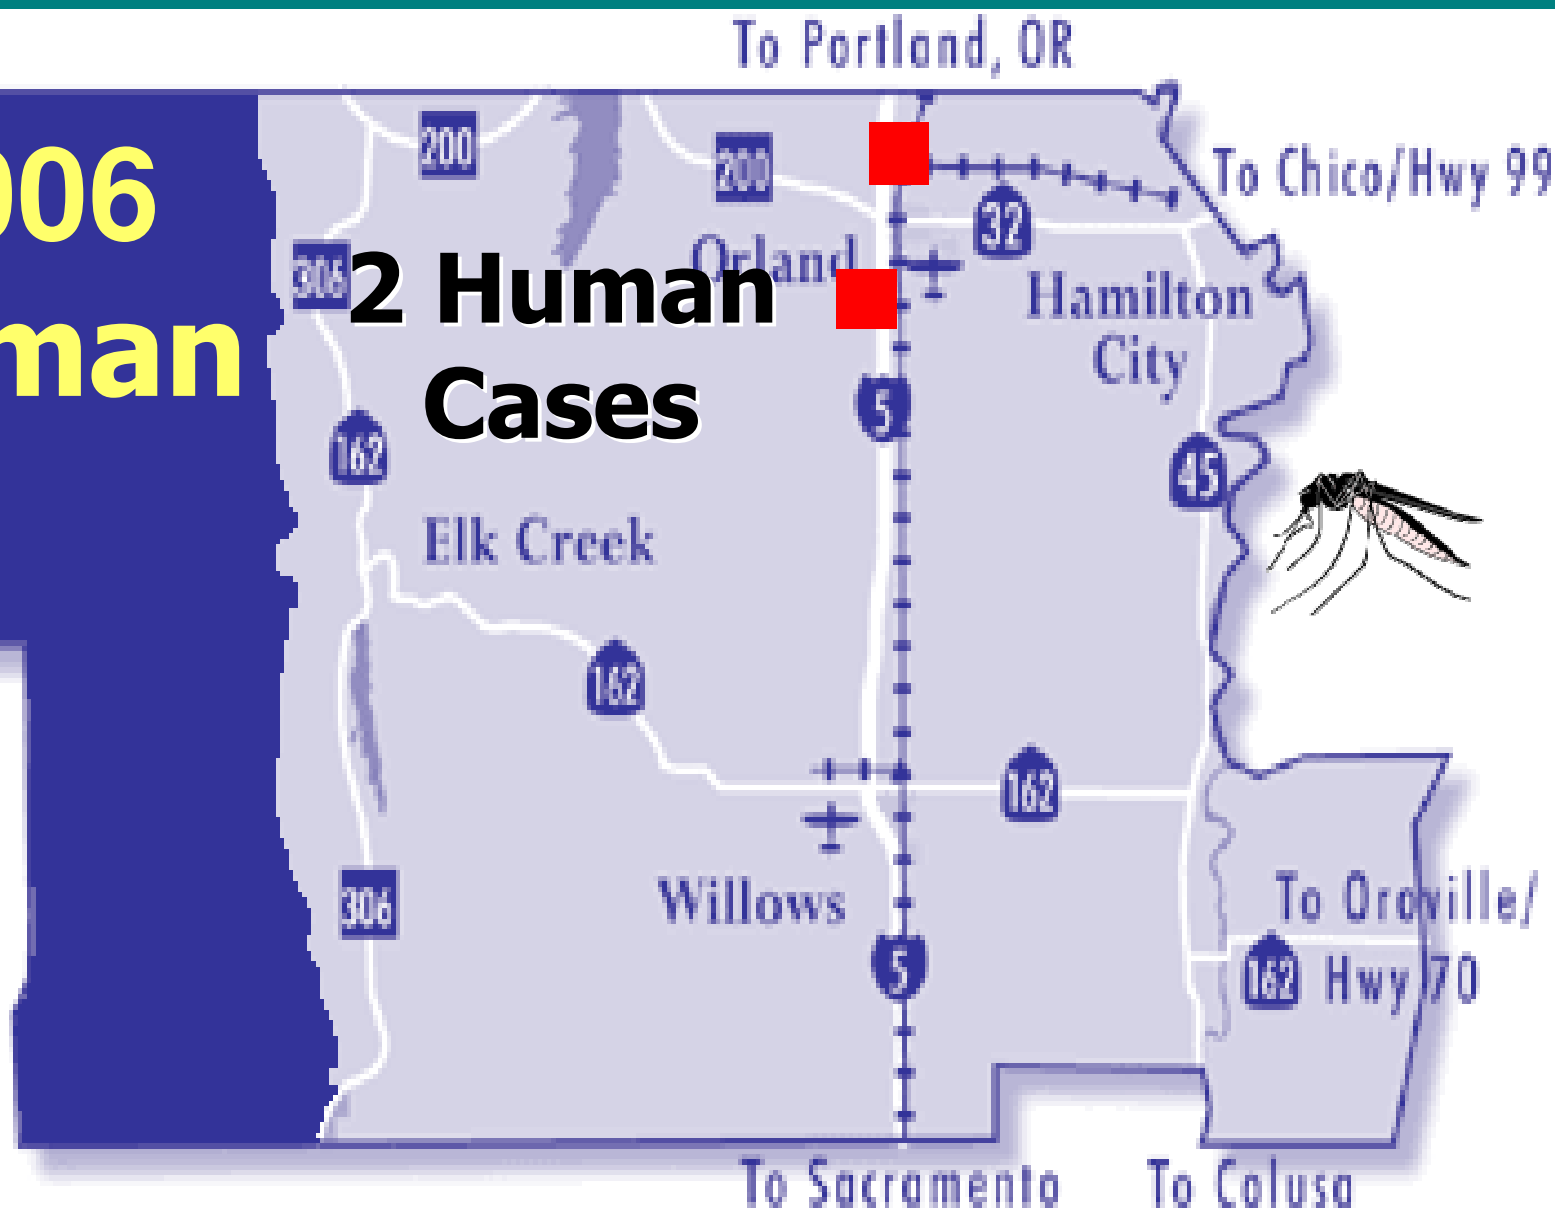 To Portland, OR
006
man
2 Human
Cases
200
200
To Chico/Hwy 99
32
306
Orland
Hamilton
City
5
162
45
Elk Creek
162
162
306
Willows
5
To Oroville/
162 Hwy 70
To Sacramento
To Colusa